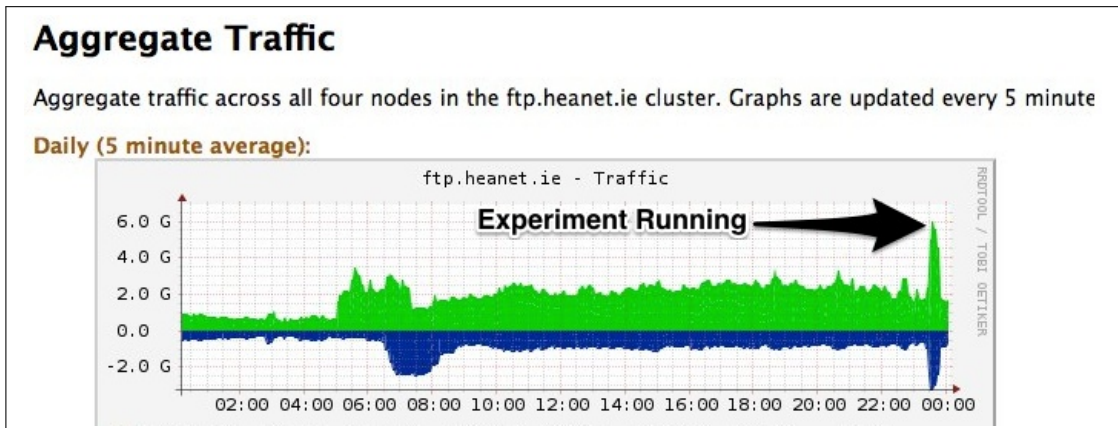 Aggregate Traffic
Aggregate traffic across all four nodes in the ftp.heanet.ie cluster. Graphs are updated every 5 minute
Daily (5 minute average):
ftp.heanet.ie - Traffic
RRDTOOL / TOBI OETIKER
Experiment Running
6.0 G
4.0 G
2.0 G
0.0
-2.0 G
02:00 04:00 06:00 08:00 10:00 12:00 14:00 16:00 18:00 20:00 22:00 00:00